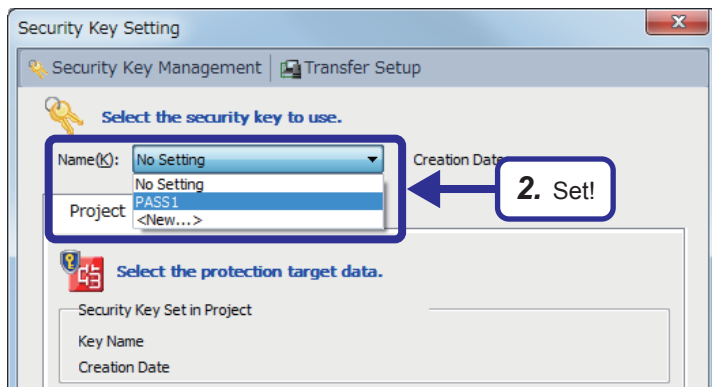 Security Key Setting
x
Security Key Management Transfer Setup
Select the security key to use.
Name(K): No Setting Creation Date
No Setting
PASS1
<New...>
2. Set!
Project
Select the protection target data.
Security Key Set in Project
Key Name
Creation Date